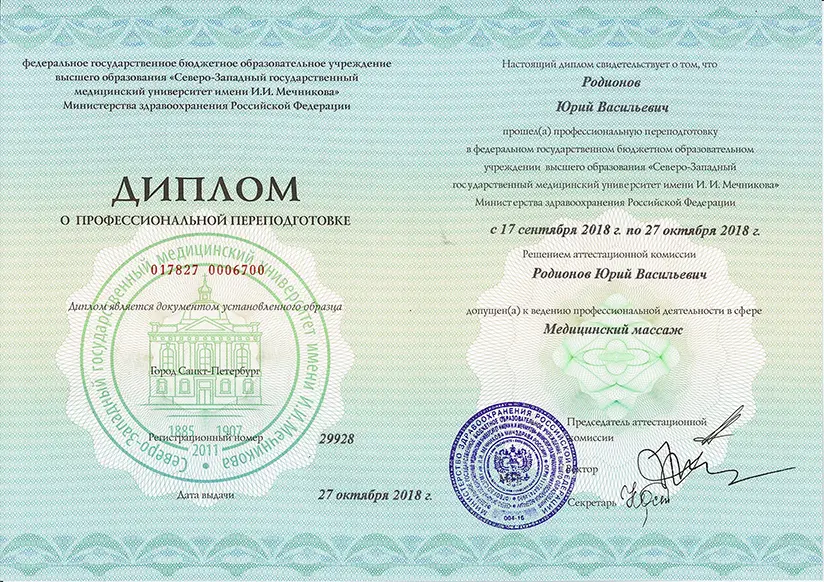 федеральное государственное бюджетное образовательное учреждение
высшего образования «Северо-Западный государственный
медицинский университет имени И.И. Мечникова»
Министерства здравоохранения Российской Федерации
ДИПЛОМ
О ПРОФЕССИОНАЛЬНОЙ ПЕРЕПОДГОТОВКЕ
Северо-Западный государственный медицинский университет имени И.И.Мечникова
017827 0006700
Диплом является документом установленного образца
Город Санкт-Петербург
1885 1907
2011
Регистрационный номер 29928
Дата выдачи 27 октября 2018 г.
Настоящий диплом свидетельствует о том, что
Родионов
Юрий Васильевич
прошел(а) профессиональную переподготовку
в федеральном государственном бюджетном образовательном
учреждении высшего образования «Северо-Западный
государственный медицинский университет имени И. И. Мечникова»
Министерства здравоохранения Российской Федерации
с 17 сентября 2018 г. по 27 октября 2018 г.
Решением аттестационной комиссии
Родионов Юрий Васильевич
допущен(а) к ведению профессиональной деятельности в сфере
Медицинский массаж
Председатель аттестационной
комиссии
МИНИСТЕРСТВО ЗДРАВООХРАНЕНИЯ РОССИЙСКОЙ ФЕДЕРАЦИИ
004-16
Секретарь